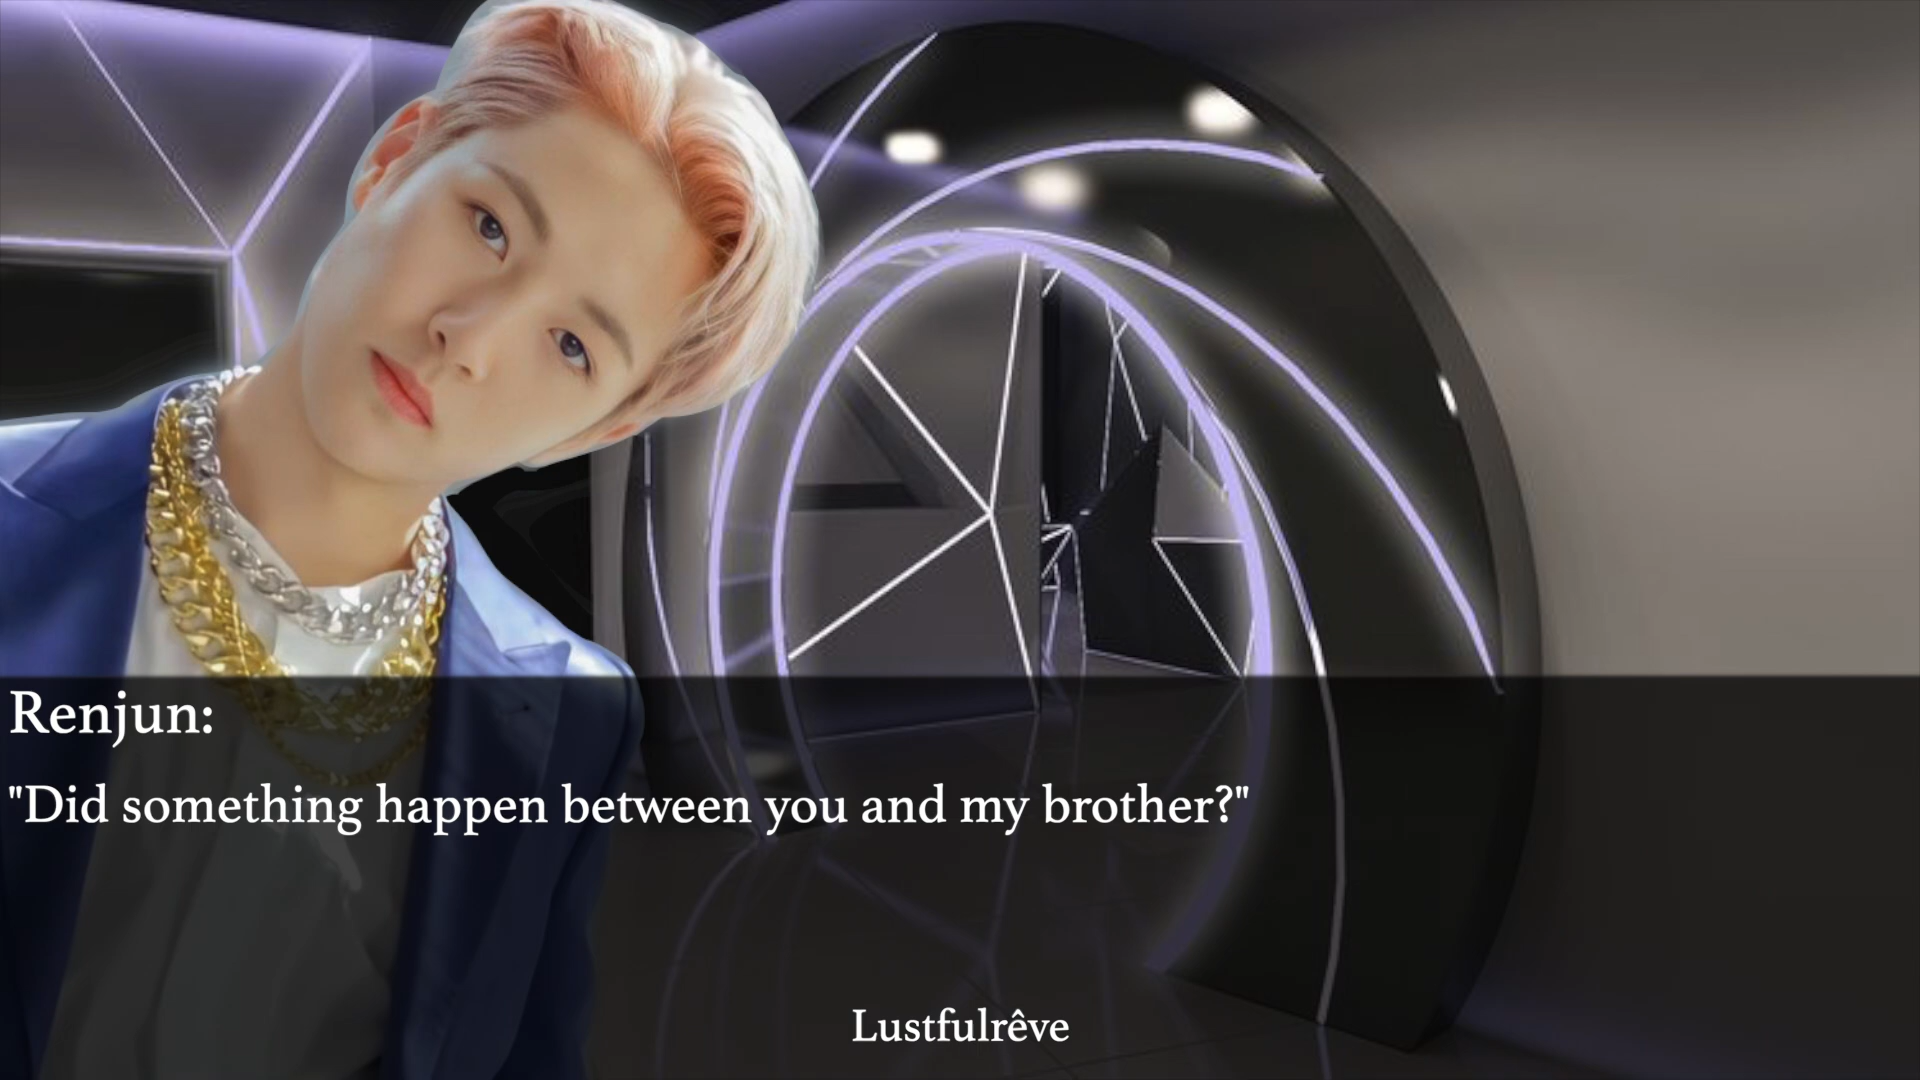 Renjun:
"Did something happen between you and my brother?"
Lustfulrêve